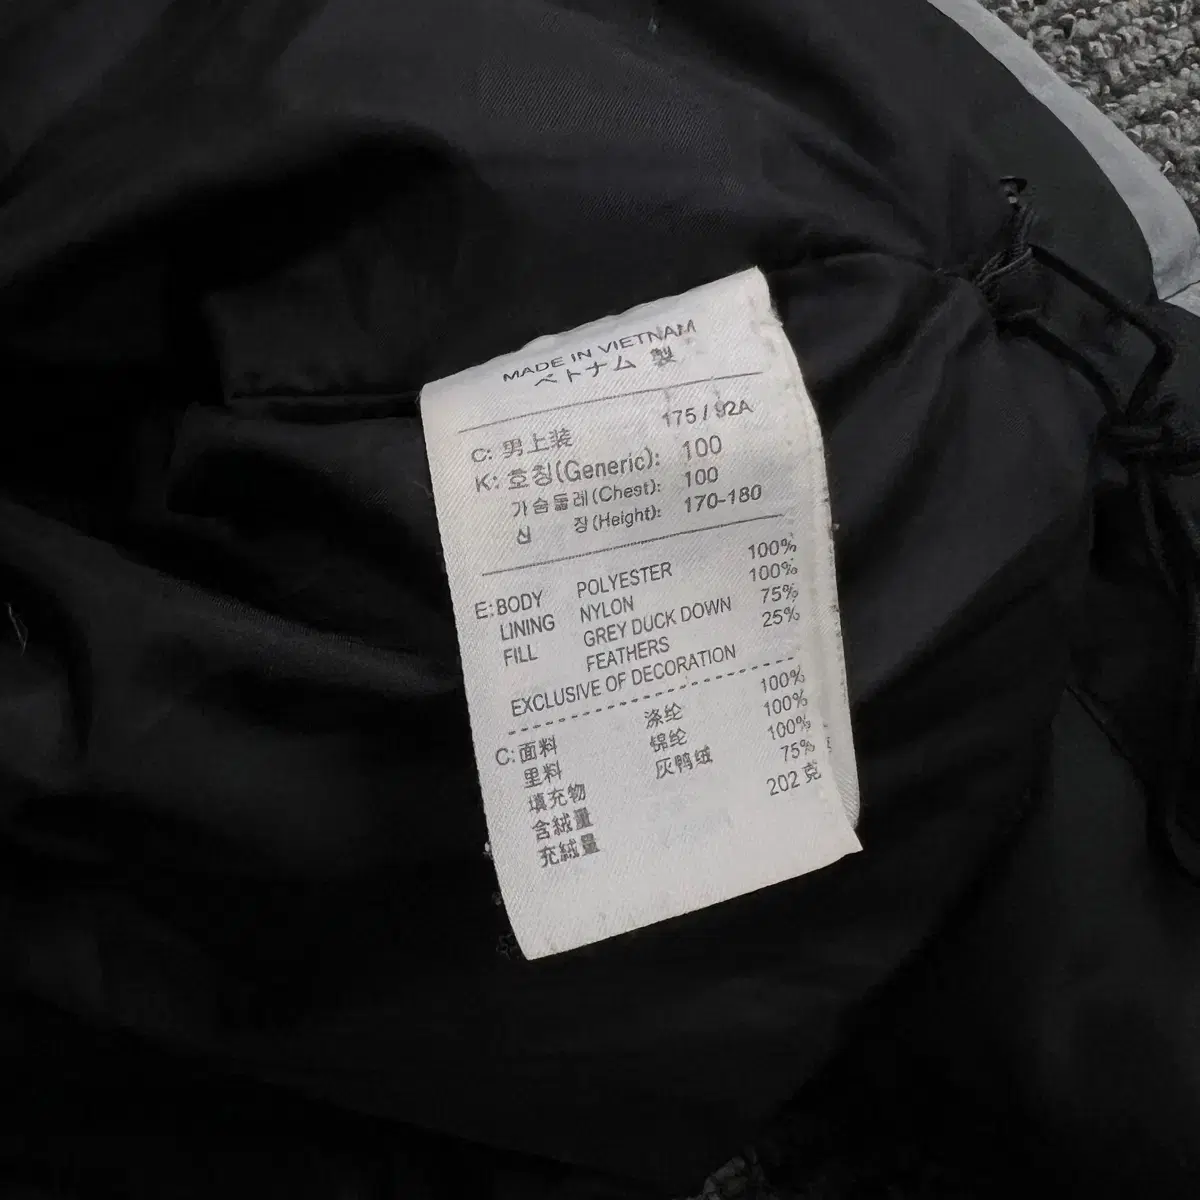 MADE IN VIETNAM
ベトナム 製
C: 男上装 175 / 92A
K: 호칭(Generic): 100
가슴둘레(Chest): 100
신 장(Height): 170-180
E: BODY POLYESTER 100%
LINING NYLON 100%
FILL GREY DUCK DOWN 75%
FEATHERS 25%
EXCLUSIVE OF DECORATION
C: 面料 涤纶 100%
里料 锦纶 100%
填充物 灰鸭绒 100%
含絨量 75%
充絨量 202 克